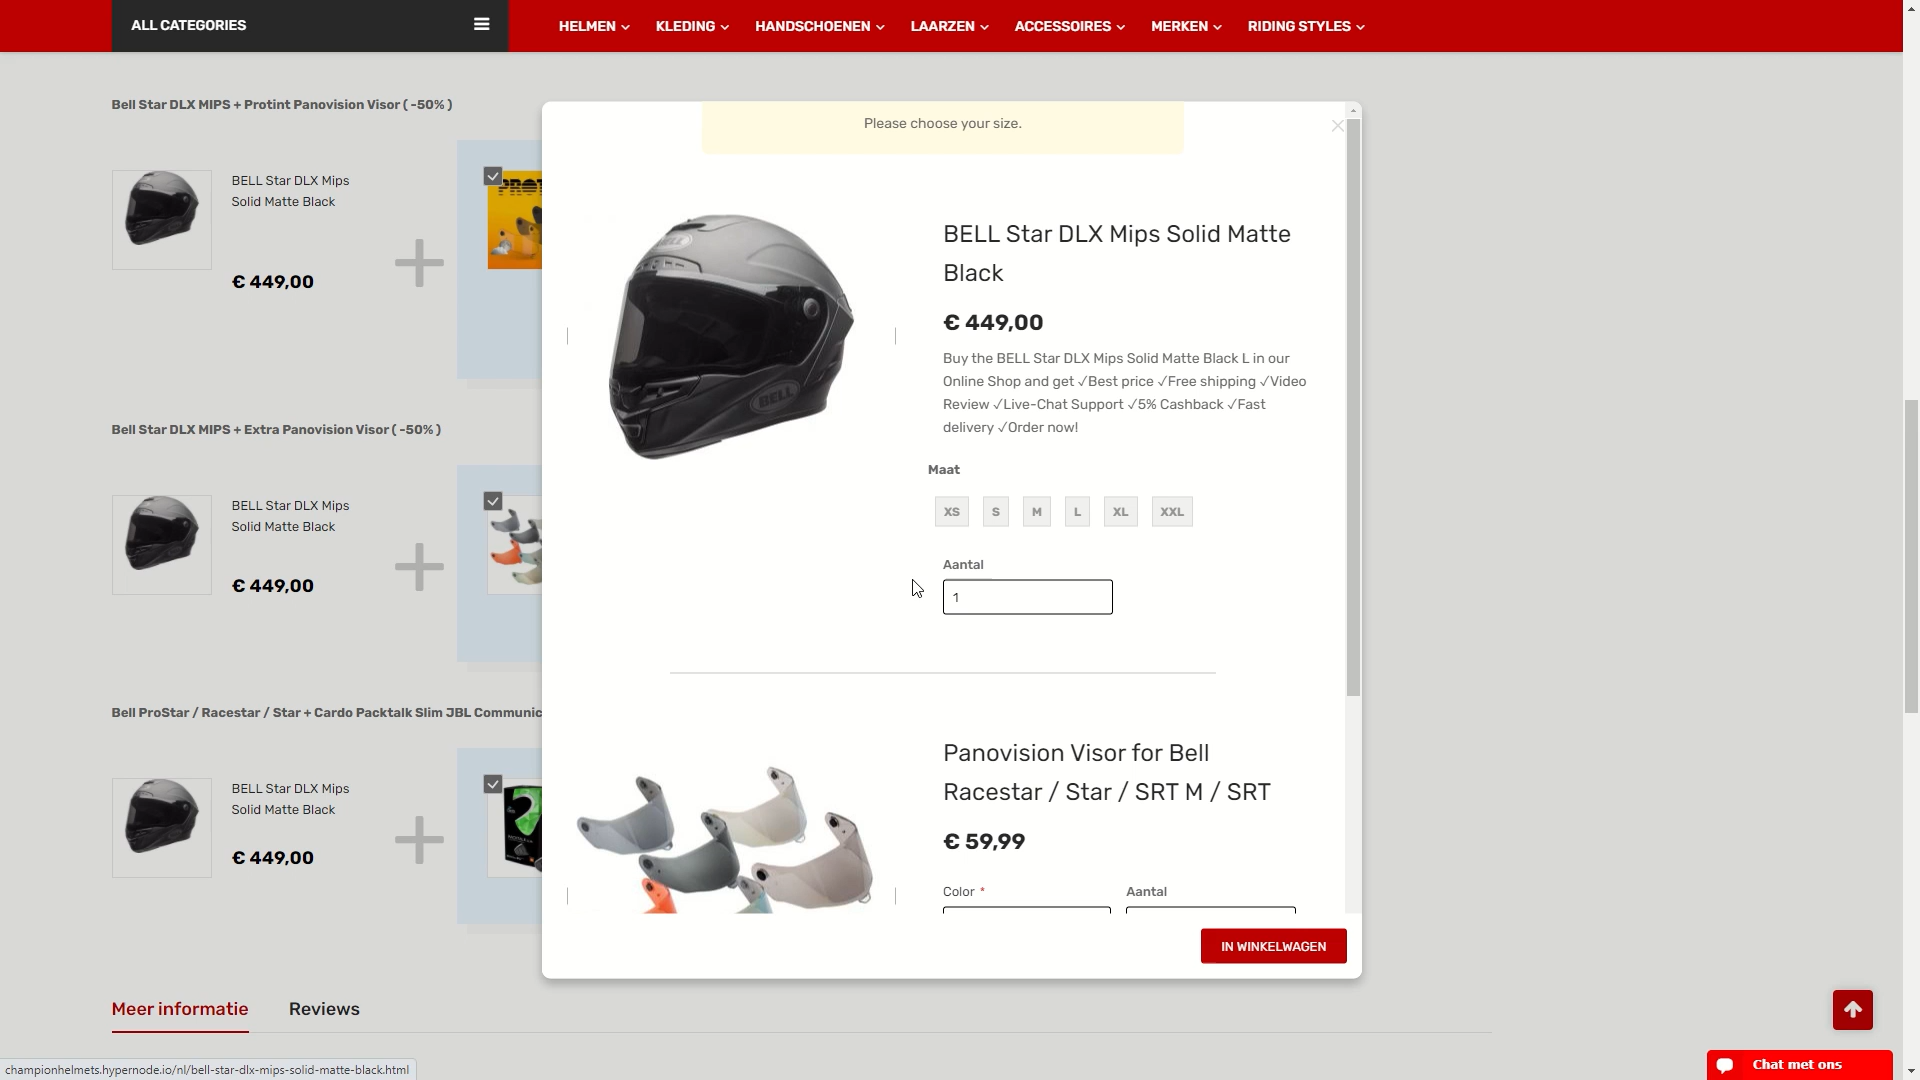 ALL CATEGORIES
HELMEN KLEDING HANDSCHOENEN LAARZEN ACCESSOIRES MERKEN RIDING STYLES
Bell Star DLX MIPS + Protint Panovision Visor ( -50% )
BELL Star DLX Mips
Solid Matte Black
€ 449,00
Bell Star DLX MIPS + Extra Panovision Visor ( -50% )
BELL Star DLX Mips
Solid Matte Black
€ 449,00
Bell ProStar / Racestar / Star + Cardo Packtalk Slim JBL Communic
BELL Star DLX Mips
Solid Matte Black
€ 449,00
Please choose your size.
BELL
BELL
BELL Star DLX Mips Solid Matte
Black
€ 449,00
Buy the BELL Star DLX Mips Solid Matte Black L in our
Online Shop and get ✓Best price ✓Free shipping ✓Video
Review ✓Live-Chat Support ✓5% Cashback ✓Fast
delivery ✓Order now!
Maat
XS S M L XL XXL
Aantal
1
Panovision Visor for Bell
Racestar / Star / SRT M / SRT
€ 59,99
Color * Aantal
IN WINKELWAGEN
Meer informatie Reviews
championhelmets.hypernode.io/nl/bell-star-dlx-mips-solid-matte-black.html
Chat met ons